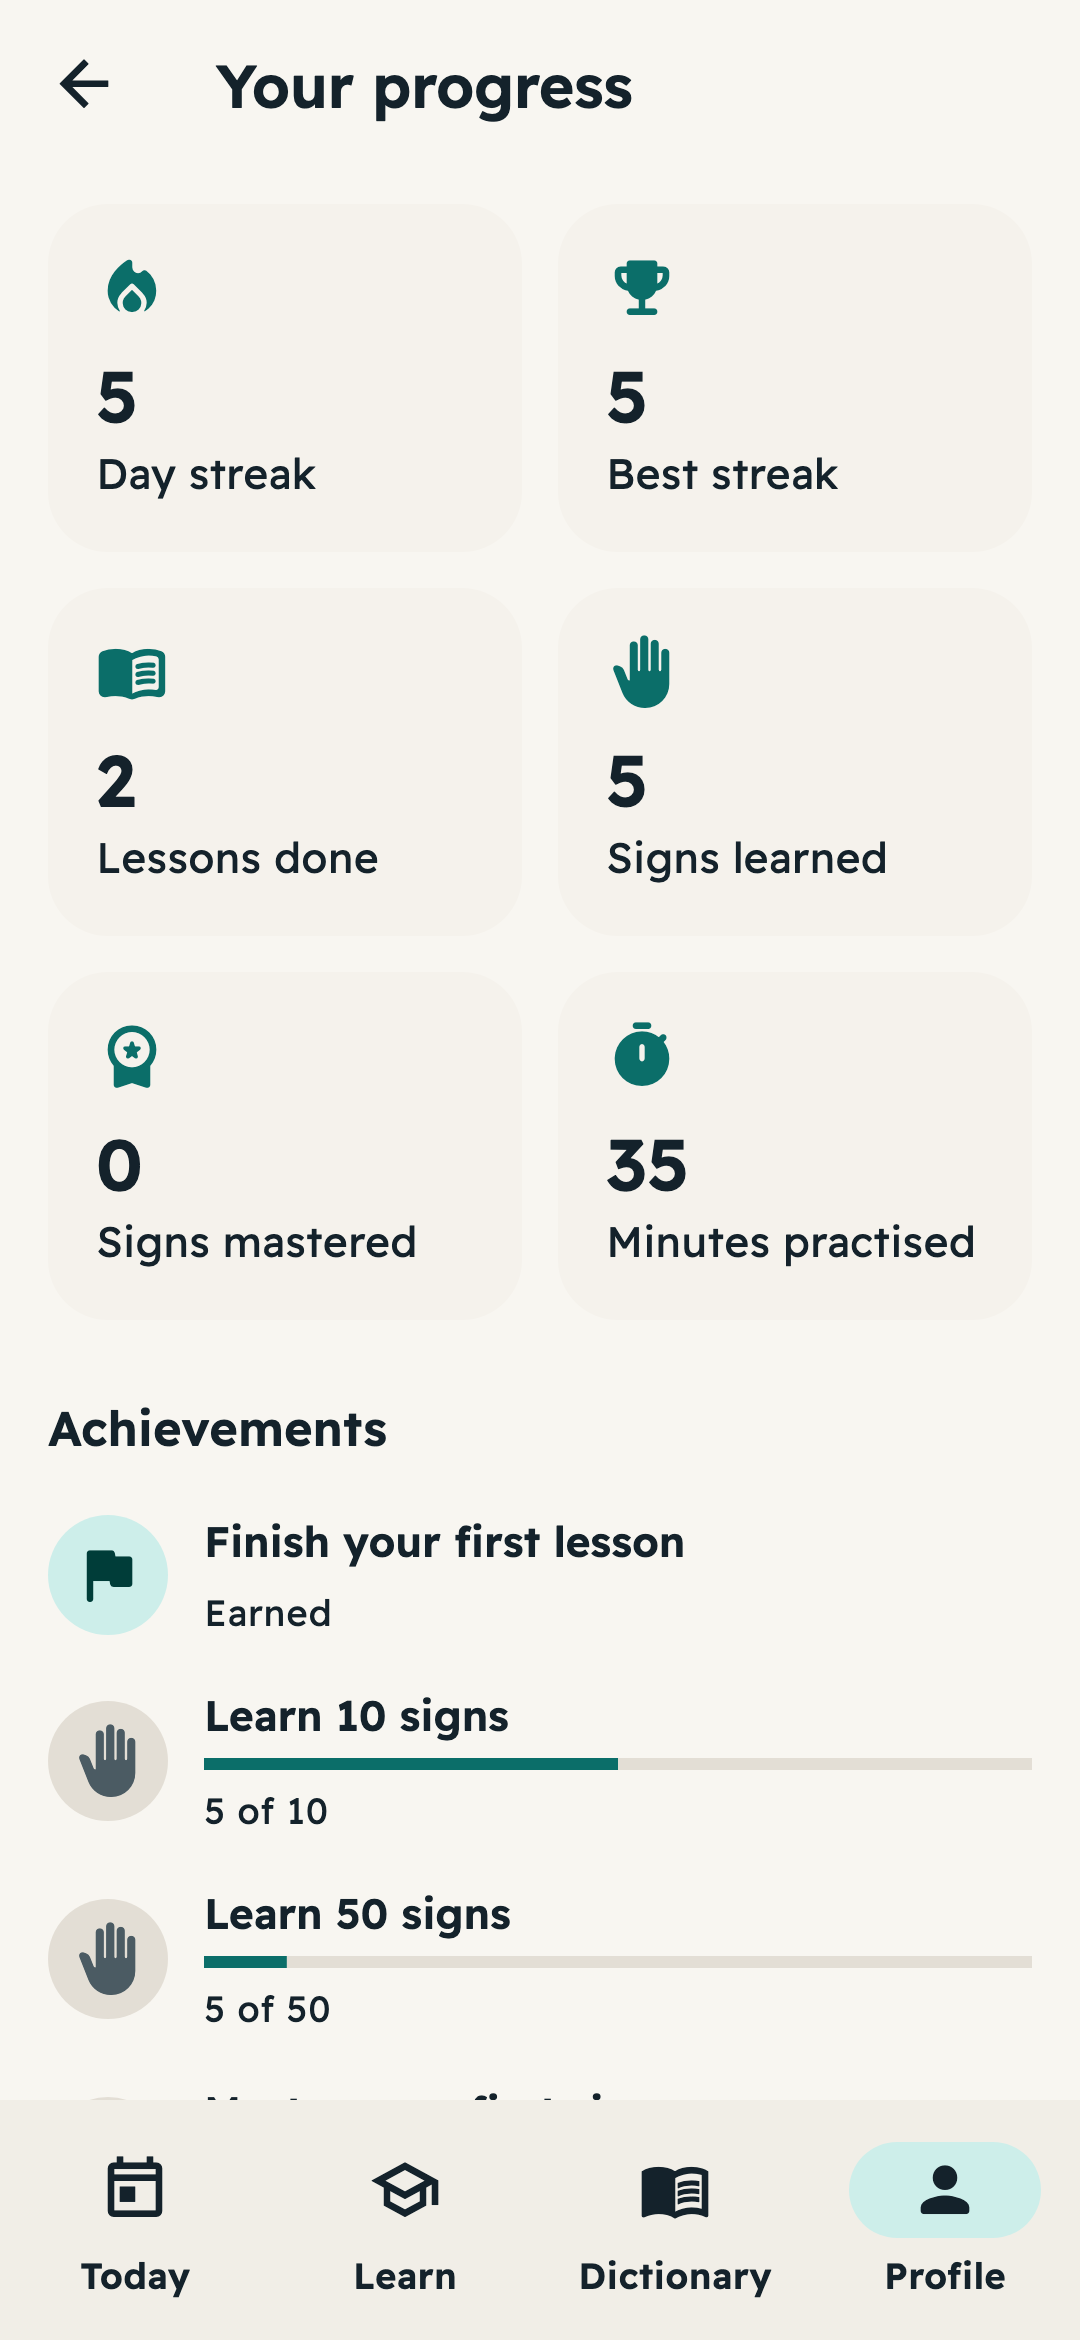 Your progress
5
Day streak
5
Best streak
2
Lessons done
5
Signs learned
0
Signs mastered
35
Minutes practised
Achievements
Finish your first lesson
Earned
Learn 10 signs
5 of 10
Learn 50 signs
5 of 50
Today
Learn
Dictionary
Profile